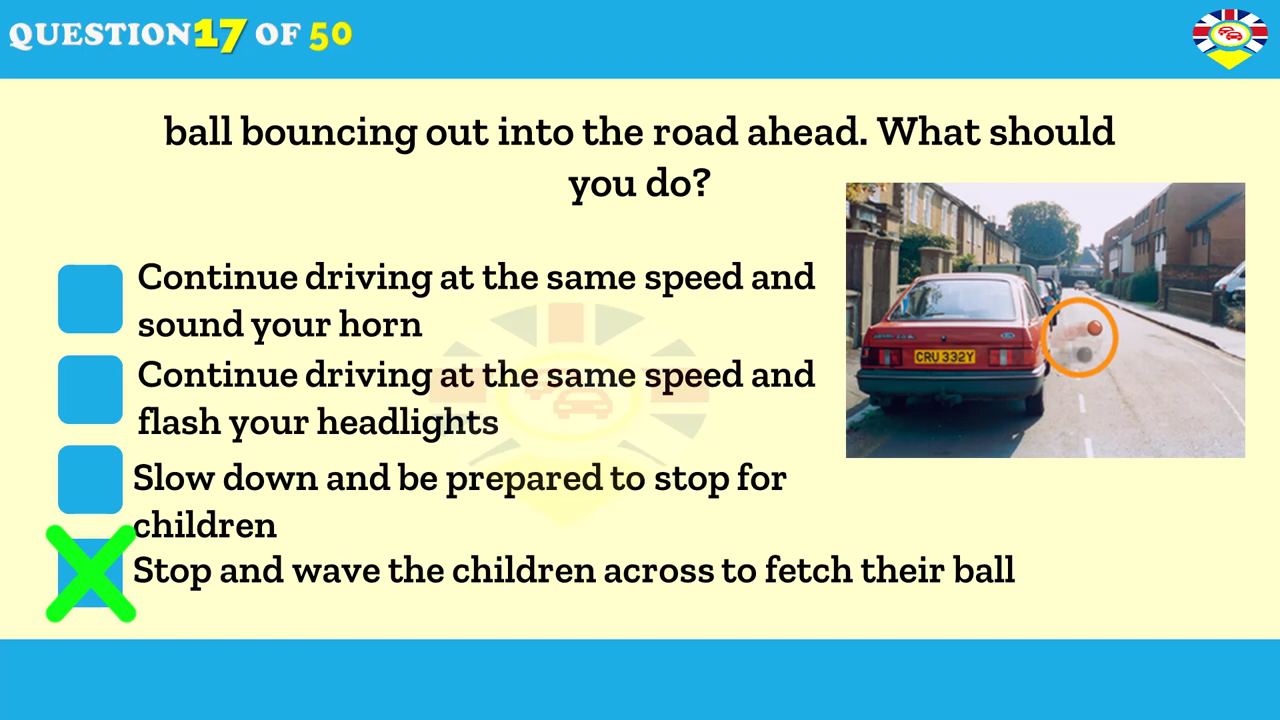 QUESTION 17 OF 50
ball bouncing out into the road ahead. What should
you do?
Continue driving at the same speed and
sound your horn
Continue driving at the same speed and
flash your headlights
Slow down and be prepared to stop for
children
Stop and wave the children across to fetch their ball
CRU 332Y